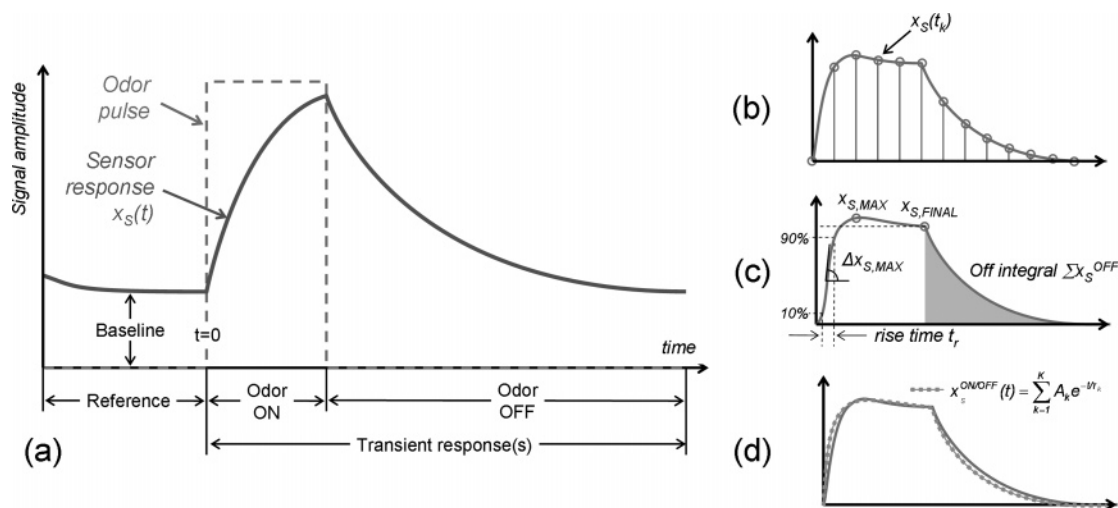 Signal amplitude
Odor
pulse
Sensor
response
x_S(t)
Baseline
t=0
time
Reference
Odor
ON
Odor
OFF
Transient response(s)
(a)
x_S(t_k)
(b)
x_S,MAX
x_S,FINAL
90%
Δx_S,MAX
Off integral ∑x_S^OFF
10%
rise time t_r
(c)
x_s^ON/OFF(t) = ∑_{k-1}^{K} A_k e^{-t/τ_k}
(d)